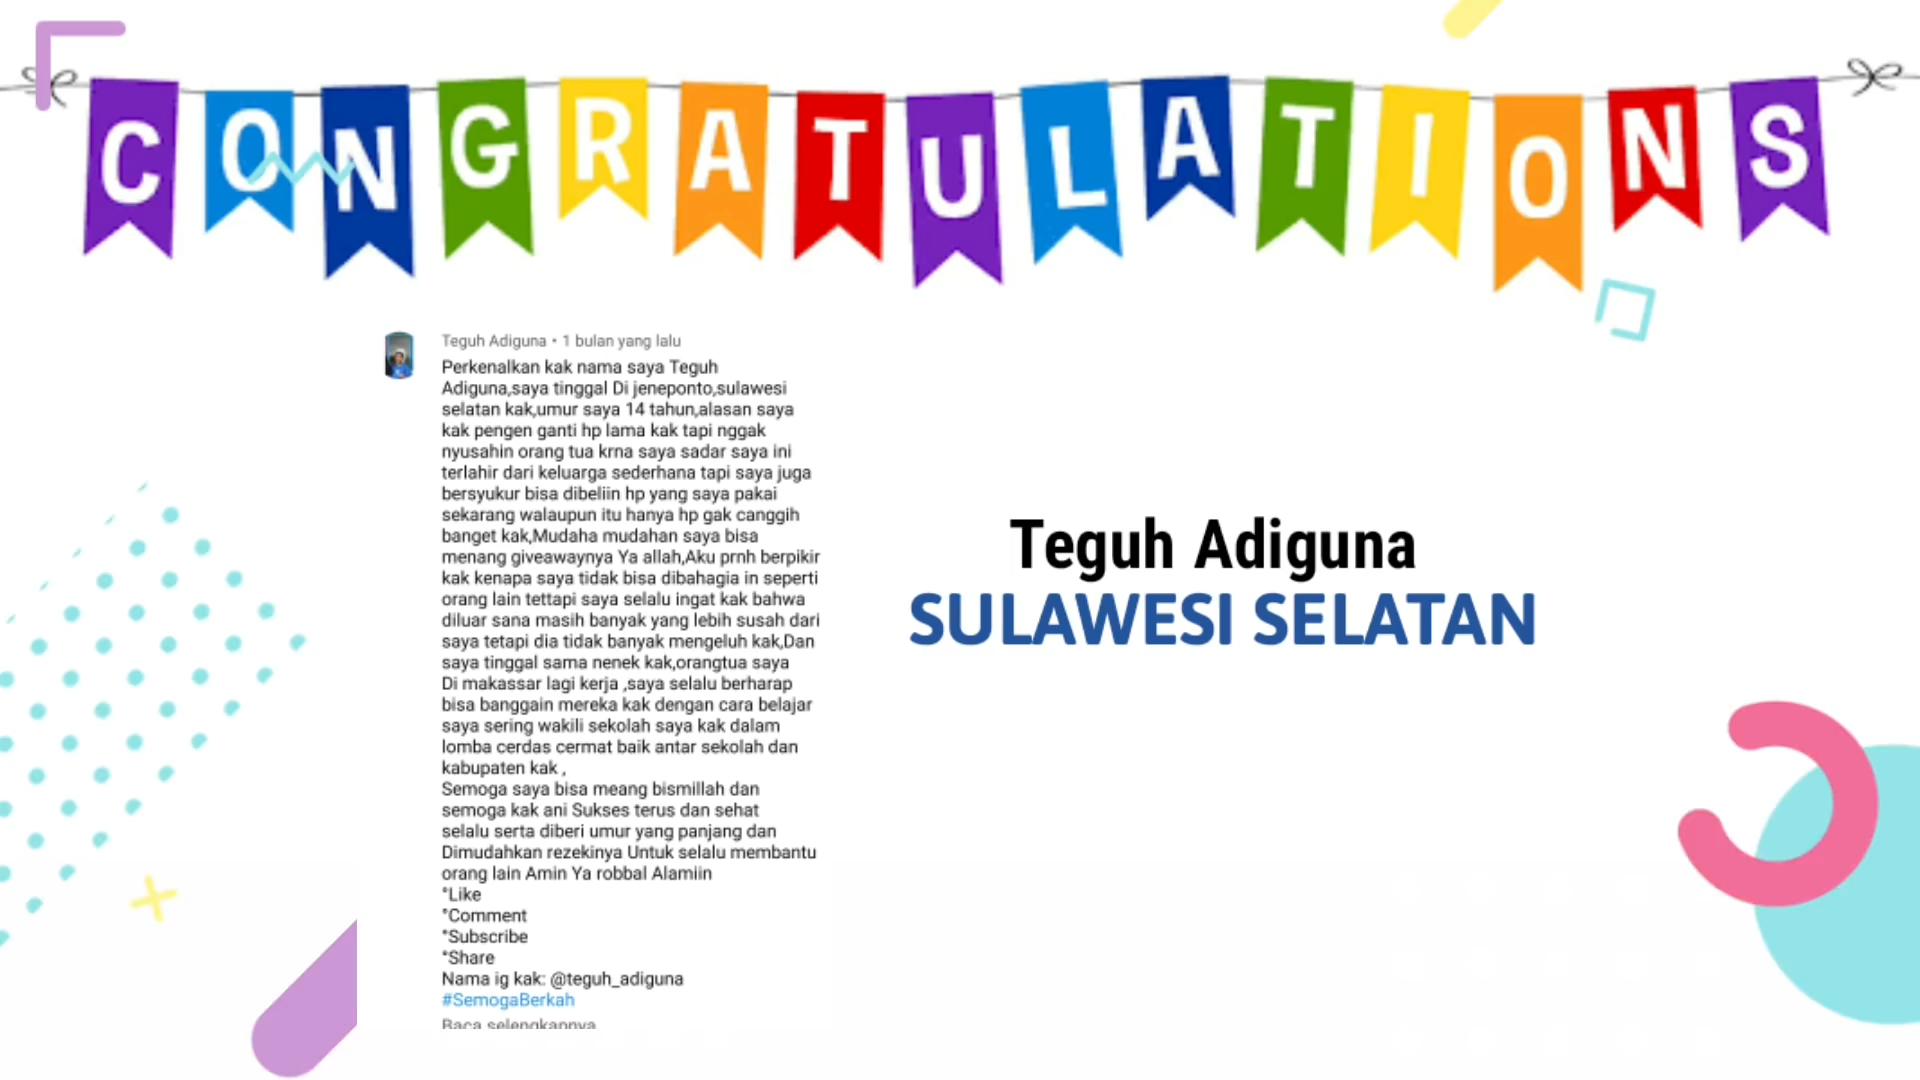 CONGRATULATIONS
Teguh Adiguna • 1 bulan yang lalu
Perkenalkan kak nama saya Teguh
Adiguna,saya tinggal Di jeneponto,sulawesi
selatan kak,umur saya 14 tahun,alasan saya
kak pengen ganti hp lama kak tapi nggak
nyusahin orang tua krna saya sadar saya ini
terlahir dari keluarga sederhana tapi saya juga
bersyukur bisa dibeliin hp yang saya pakai
sekarang walaupun itu hanya hp gak canggih
banget kak,Mudaha mudahan saya bisa
menang giveawaynya Ya allah,Aku prnh berpikir
kak kenapa saya tidak bisa dibahagia in seperti
orang lain tettapi saya selalu ingat kak bahwa
diluar sana masih banyak yang lebih susah dari
saya tetapi dia tidak banyak mengeluh kak,Dan
saya tinggal sama nenek kak,orangtua saya
Di makassar lagi kerja ,saya selalu berharap
bisa banggain mereka kak dengan cara belajar
saya sering wakili sekolah saya kak dalam
lomba cerdas cermat baik antar sekolah dan
kabupaten kak ,
Semoga saya bisa meang bismillah dan
semoga kak ani Sukses terus dan sehat
selalu serta diberi umur yang panjang dan
Dimudahkan rezekinya Untuk selalu membantu
orang lain Amin Ya robbal Alamiin
°Like
°Comment
°Subscribe
°Share
Nama ig kak: @teguh_adiguna
#SemogaBerkah
Baca selengkapnya
Teguh Adiguna
SULAWESI SELATAN